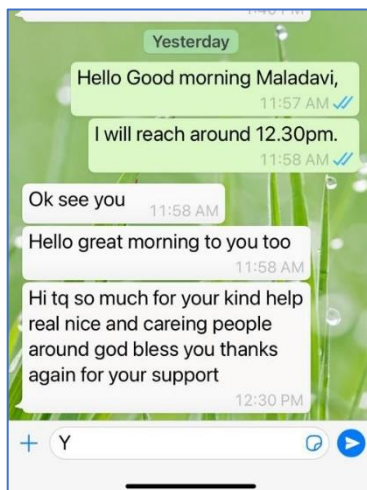 Yesterday
Hello Good morning Maladavi,
11:57 AM
I will reach around 12.30pm.
11:58 AM
Ok see you
11:58 AM
Hello great morning to you too
11:58 AM
Hi tq so much for your kind help
real nice and careing people
around god bless you thanks
again for your support
12:30 PM
Y